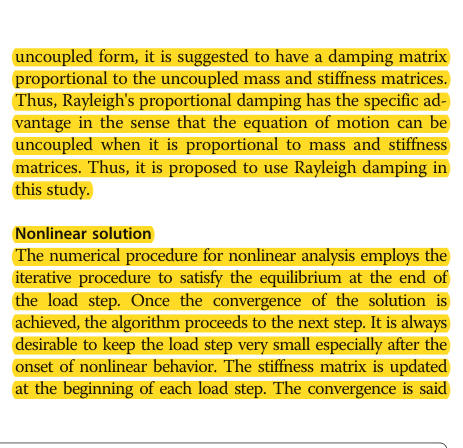 uncoupled form, it is suggested to have a damping matrix
proportional to the uncoupled mass and stiffness matrices.
Thus, Rayleigh's proportional damping has the specific ad-
vantage in the sense that the equation of motion can be
uncoupled when it is proportional to mass and stiffness
matrices. Thus, it is proposed to use Rayleigh damping in
this study.
Nonlinear solution
The numerical procedure for nonlinear analysis employs the
iterative procedure to satisfy the equilibrium at the end of
the load step. Once the convergence of the solution is
achieved, the algorithm proceeds to the next step. It is always
desirable to keep the load step very small especially after the
onset of nonlinear behavior. The stiffness matrix is updated
at the beginning of each load step. The convergence is said